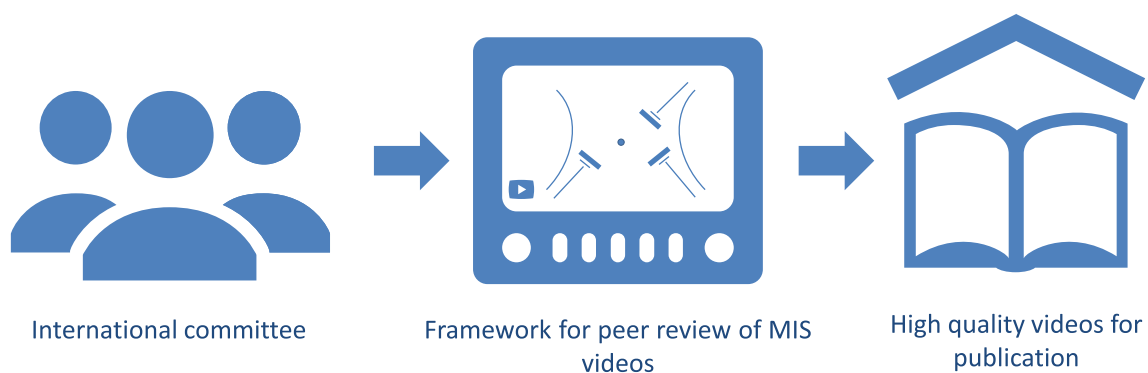 International committee
Framework for peer review of MIS
videos
High quality videos for
publication